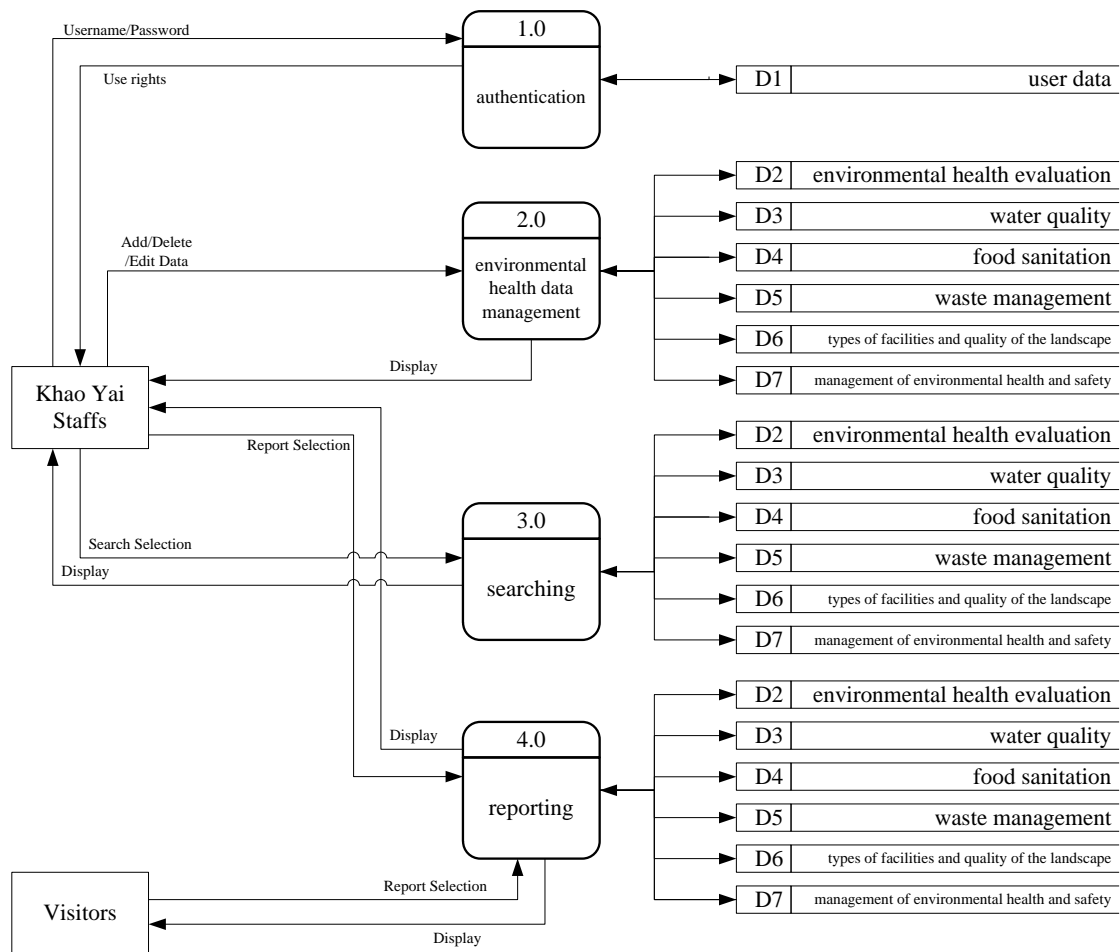 Username/Password
1.0
Use rights
authentication
D1 user data
D2 environmental health evaluation
2.0
D3 water quality
Add/Delete
/Edit Data
environmental
health data
management
D4 food sanitation
D5 waste management
D6 types of facilities and quality of the landscape
Display
D7 management of environmental health and safety
Khao Yai
Staffs
Report Selection
D2 environmental health evaluation
D3 water quality
3.0
D4 food sanitation
Search Selection
D5 waste management
Display
searching
D6 types of facilities and quality of the landscape
D7 management of environmental health and safety
D2 environmental health evaluation
Display
4.0
D3 water quality
D4 food sanitation
reporting
D5 waste management
D6 types of facilities and quality of the landscape
Report Selection
D7 management of environmental health and safety
Visitors
Display